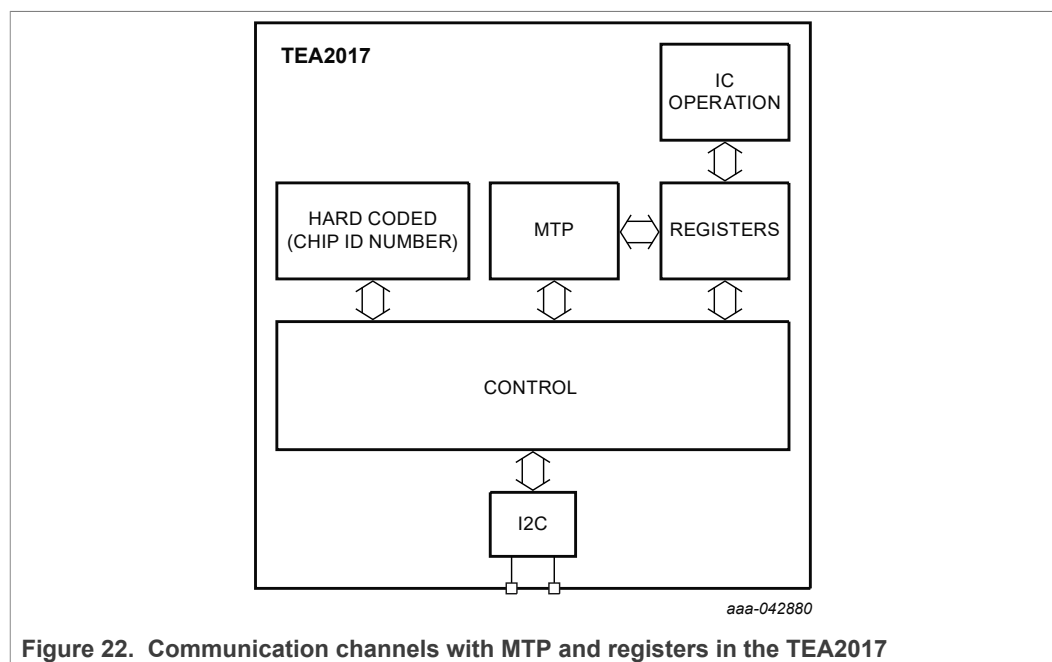 TEA2017
IC
OPERATION
HARD CODED
(CHIP ID NUMBER)
MTP
REGISTERS
CONTROL
I2C
aaa-042880
Figure 22. Communication channels with MTP and registers in the TEA2017